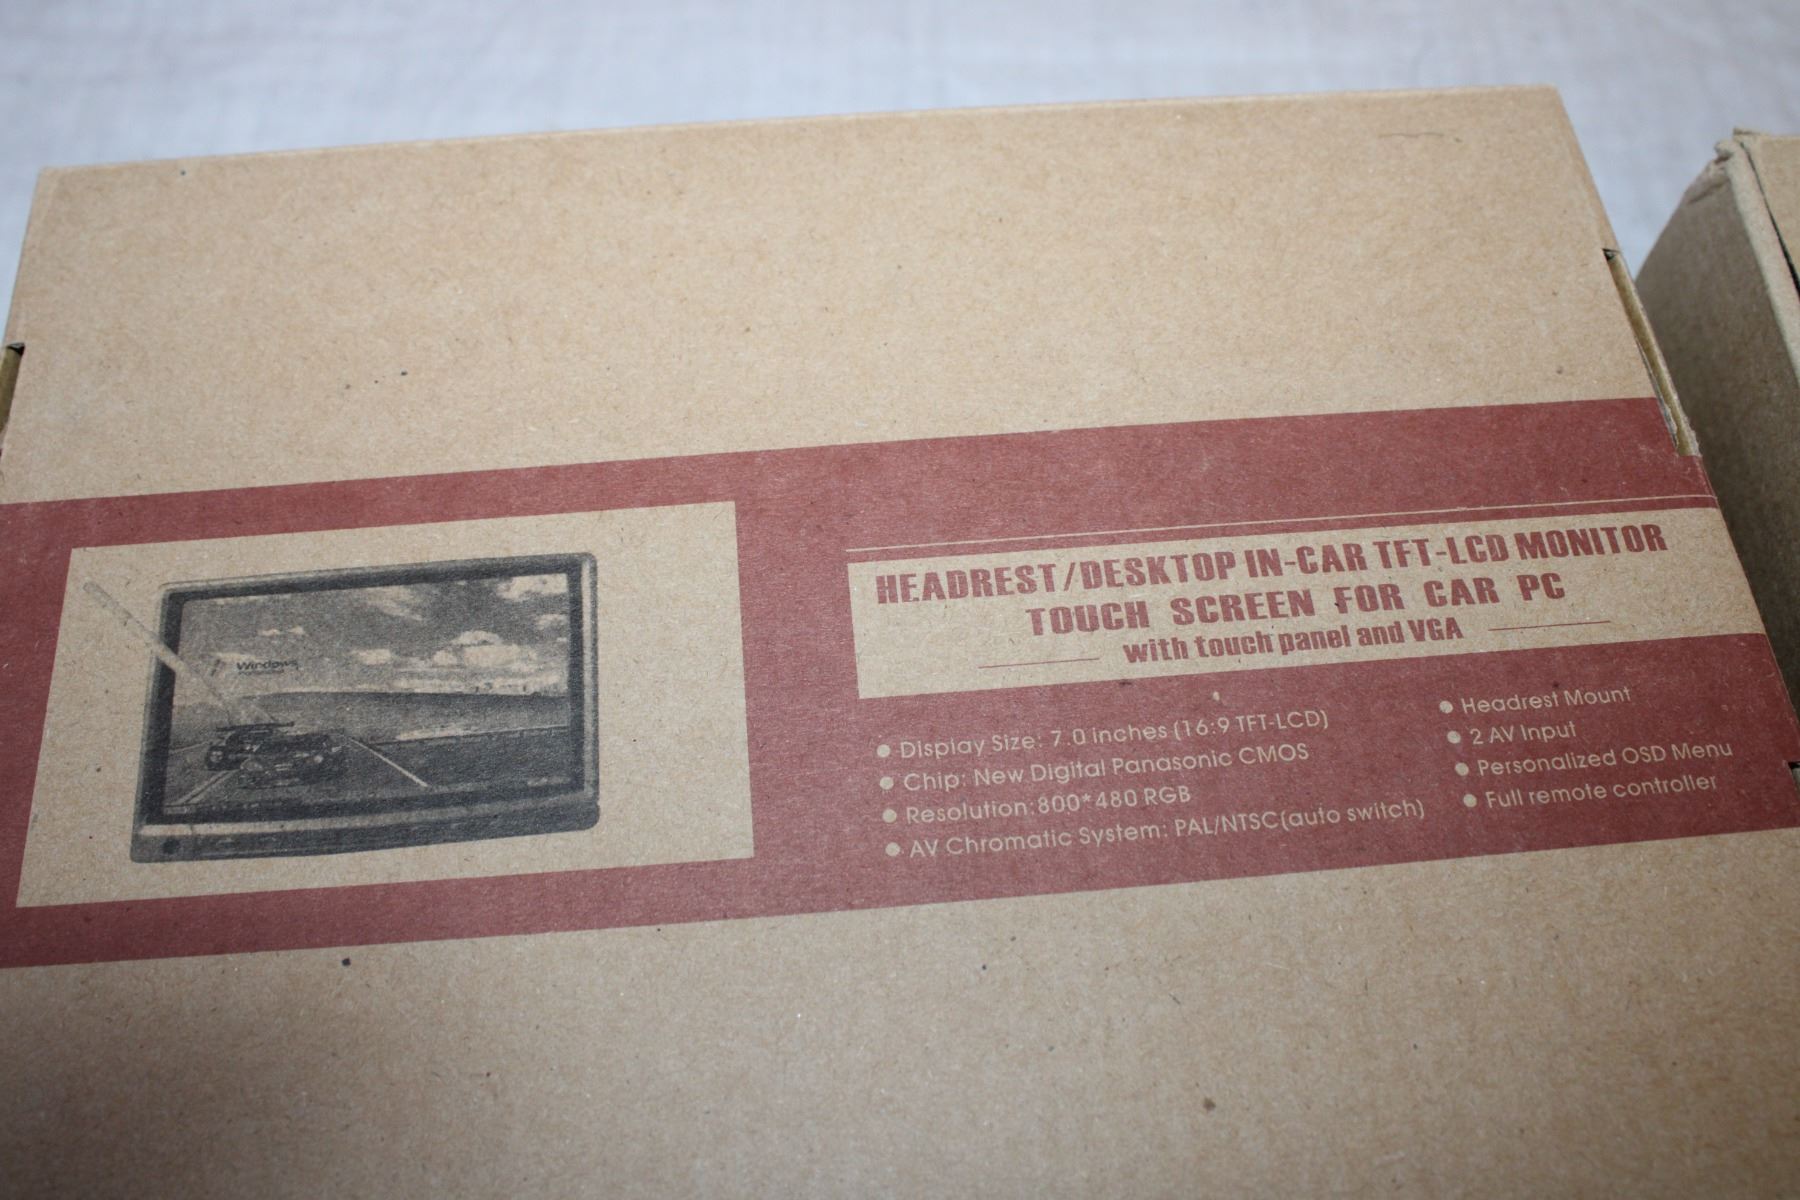 Windows
HEADREST/DESKTOP IN-CAR TFT-LCD MONITOR
TOUCH SCREEN FOR CAR PC
with touch panel and VGA
● Display Size: 7.0 inches (16:9 TFT-LCD)
● Chip: New Digital Panasonic CMOS
● Resolution:800*480 RGB
● AV Chromatic System: PAL/NTSC(auto switch)
● Headrest Mount
● 2 AV Input
● Personalized OSD Menu
● Full remote controller